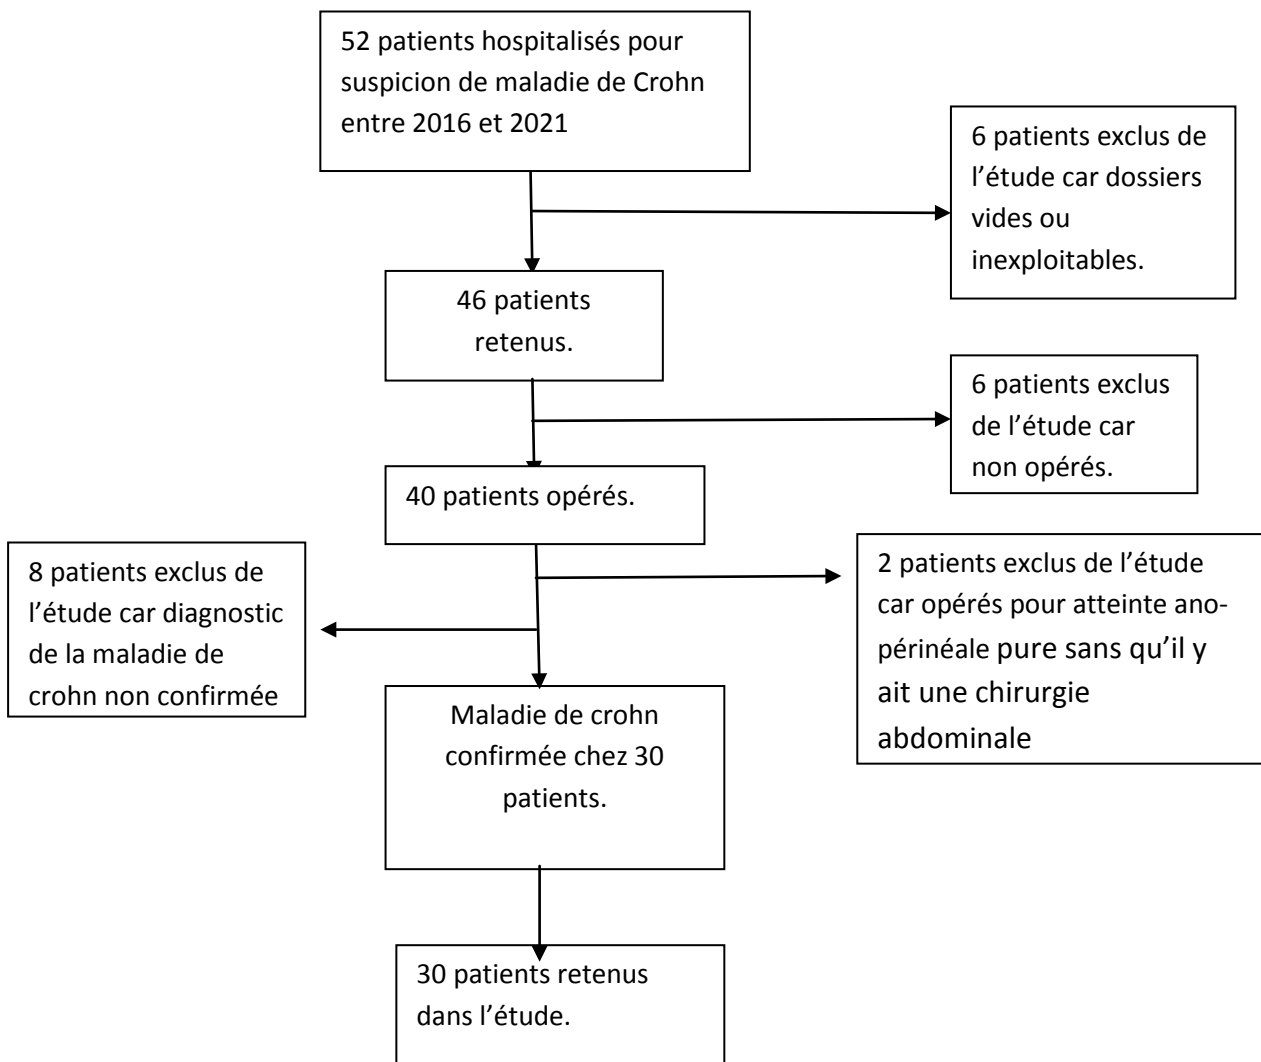 52 patients hospitalisés pour
suspicion de maladie de Crohn
entre 2016 et 2021
6 patients exclus de
l’étude car dossiers
vides ou
inexploitables.
46 patients
retenus.
6 patients exclus
de l’étude car
non opérés.
40 patients opérés.
8 patients exclus de
l’étude car diagnostic
de la maladie de
crohn non confirmée
2 patients exclus de l’étude
car opérés pour atteinte ano-
périnéale pure sans qu’il y
ait une chirurgie
abdominale
Maladie de crohn
confirmée chez 30
patients.
30 patients retenus
dans l’étude.